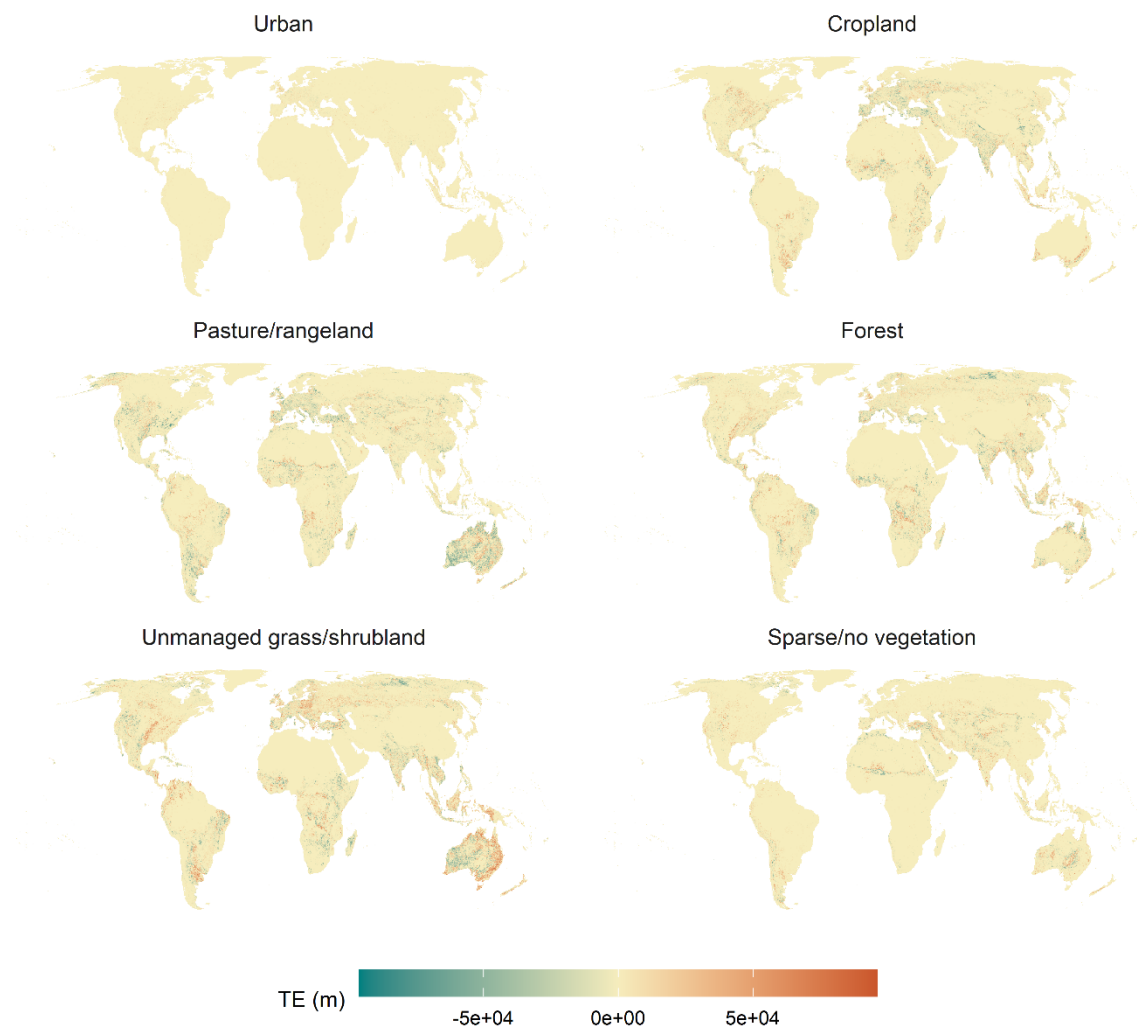 Urban
Cropland
Pasture/rangeland
Forest
Unmanaged grass/shrubland
Sparse/no vegetation
TE (m)
-5e+04 0e+00 5e+04